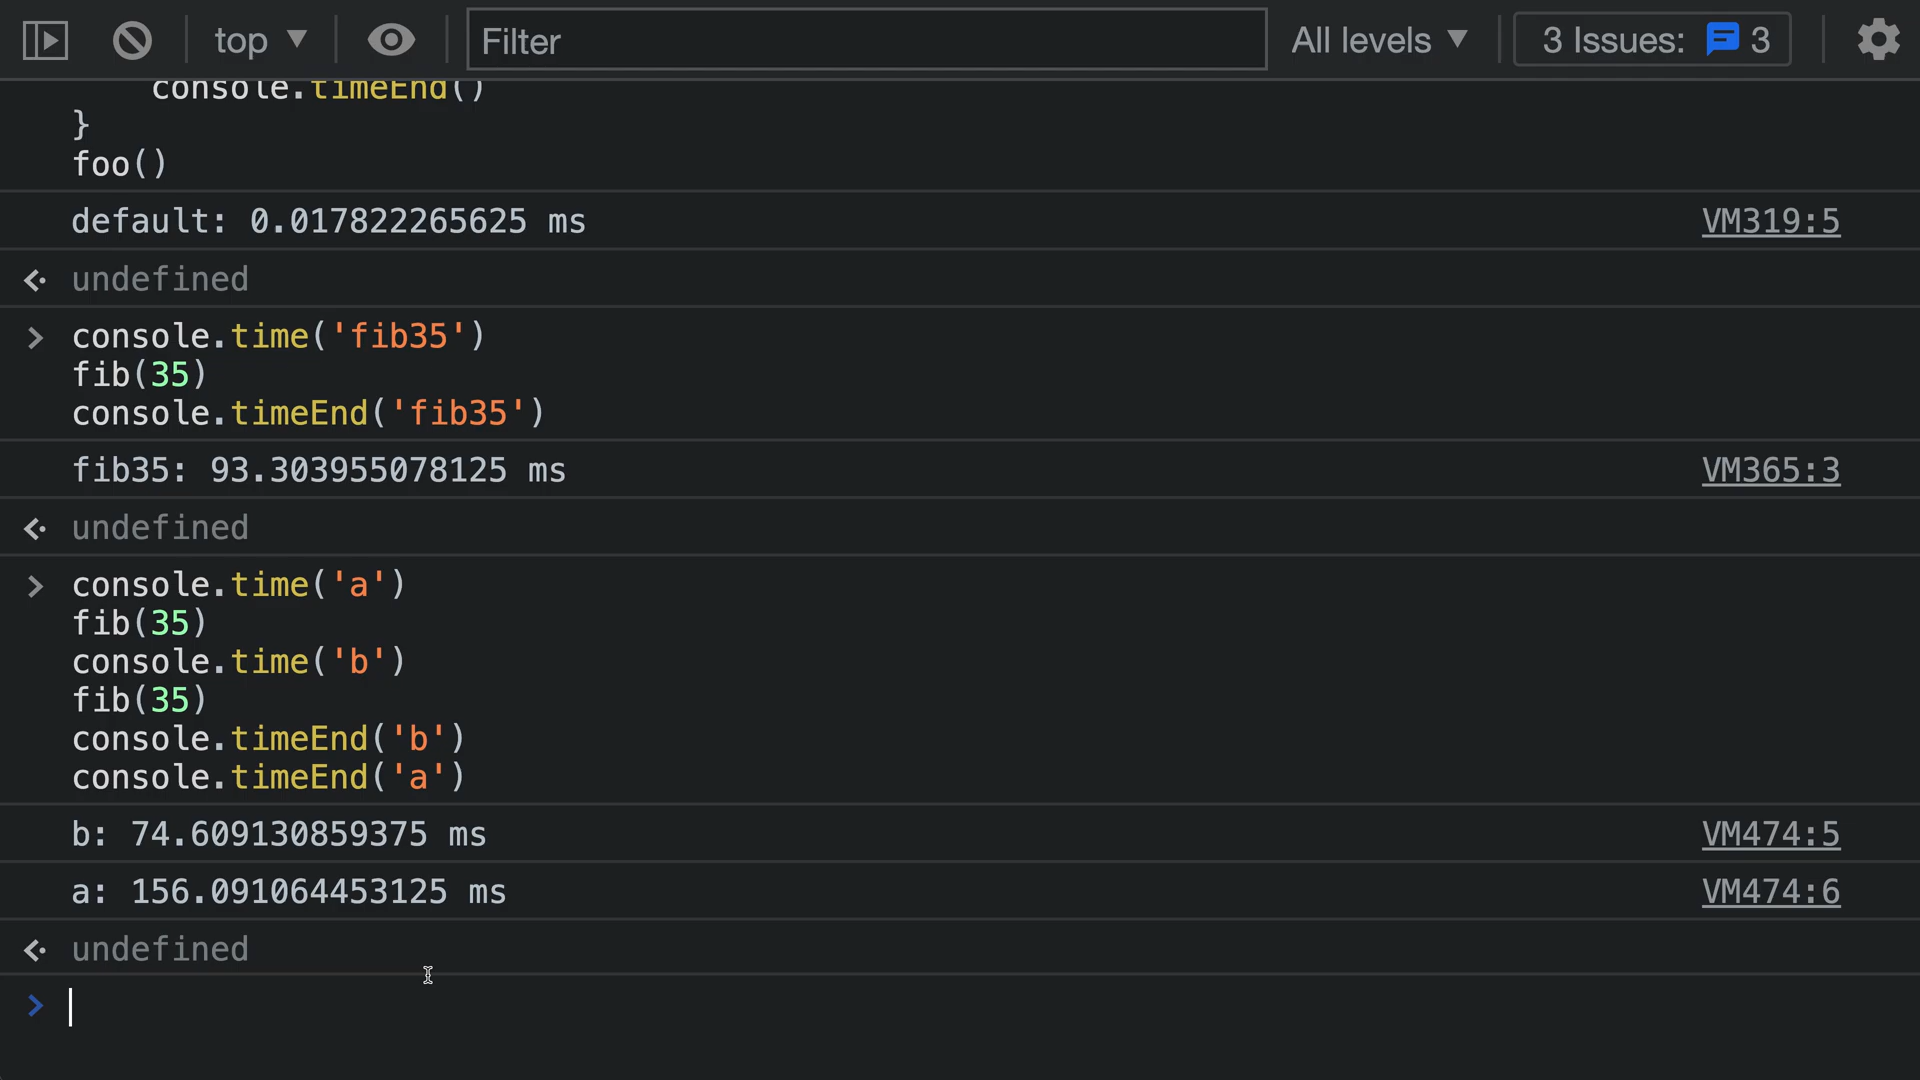 top ▼ Filter All levels ▼ 3 Issues: 3
console.timeEnd()
}
foo()
default: 0.017822265625 ms VM319:5
undefined
console.time('fib35')
fib(35)
console.timeEnd('fib35')
fib35: 93.303955078125 ms VM365:3
undefined
console.time('a')
fib(35)
console.time('b')
fib(35)
console.timeEnd('b')
console.timeEnd('a')
b: 74.609130859375 ms VM474:5
a: 156.091064453125 ms VM474:6
undefined